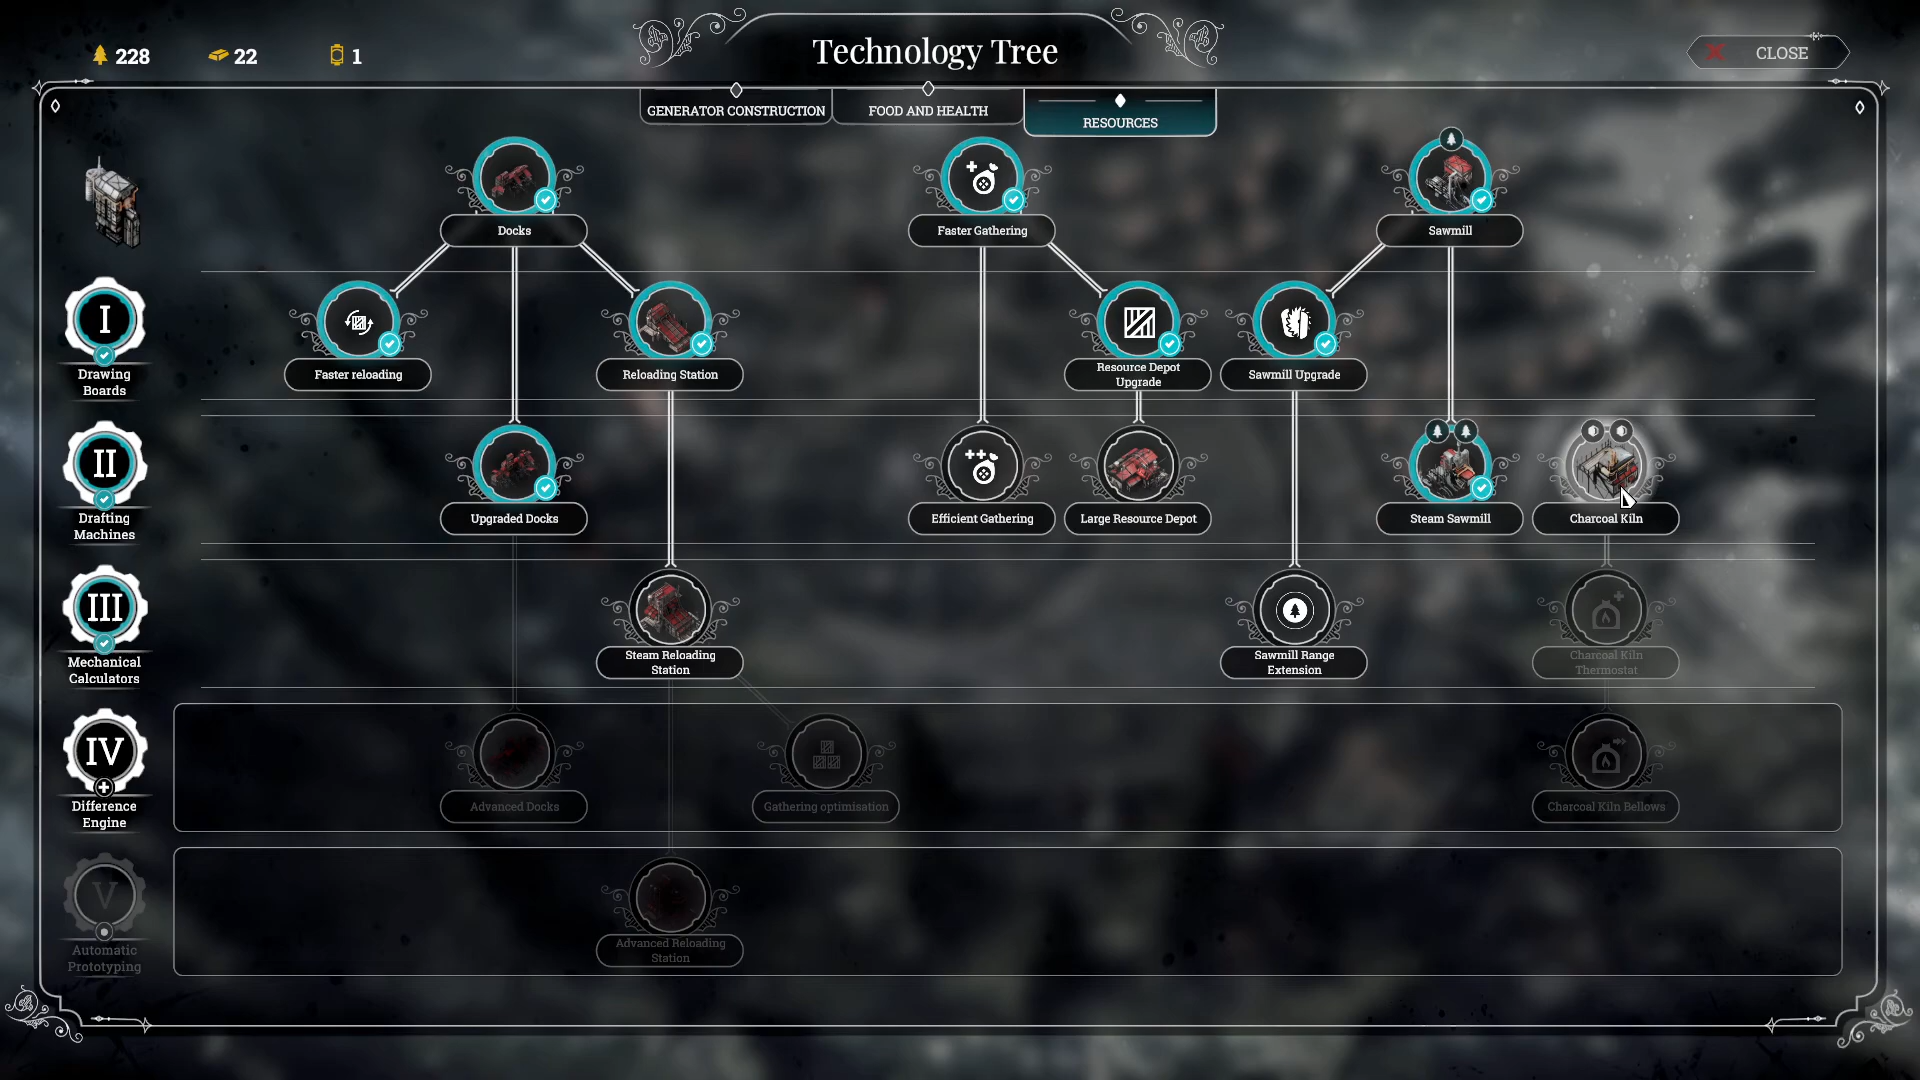 228
22
1
Technology Tree
CLOSE
GENERATOR CONSTRUCTION
FOOD AND HEALTH
RESOURCES
Docks
Faster Gathering
Sawmill
I
Drawing
Boards
Faster reloading
Reloading Station
Resource Depot
Upgrade
Sawmill Upgrade
II
Drafting
Machines
Upgraded Docks
Efficient Gathering
Large Resource Depot
Steam Sawmill
Charcoal Kiln
III
Mechanical
Calculators
Steam Reloading
Station
Sawmill Range
Extension
Charcoal Kiln
Thermostat
IV
Difference
Engine
Advanced Docks
Gathering optimisation
Charcoal Kiln Bellows
V
Automatic
Prototyping
Advanced Reloading
Station